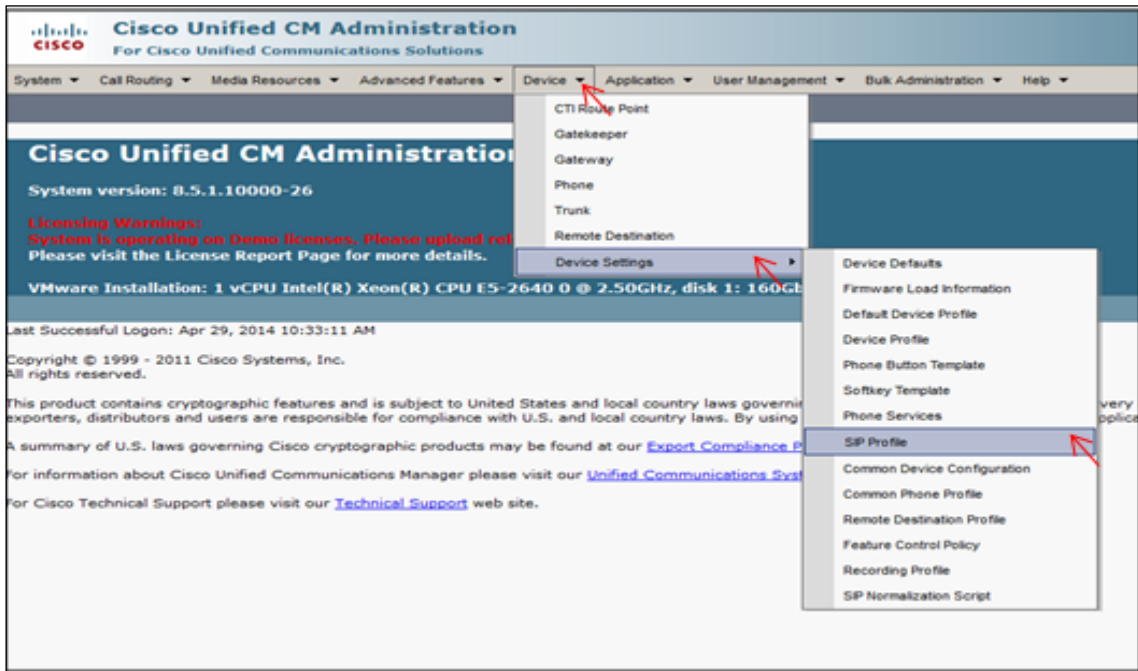 CISCO
Cisco Unified CM Administration
For Cisco Unified Communications Solutions
System Call Routing Media Resources Advanced Features Device Application User Management Bulk Administration Help
CTI Route Point
Gatekeeper
Gateway
Phone
Trunk
Remote Destination
Device Settings
Device Defaults
Firmware Load Information
Default Device Profile
Device Profile
Phone Button Template
Softkey Template
Phone Services
SIP Profile
Common Device Configuration
Common Phone Profile
Remote Destination Profile
Feature Control Policy
Recording Profile
SIP Normalization Script
Cisco Unified CM Administration
System version: 8.5.1.10000-26
Licensing Warnings:
System is operating on Demo licenses. Please upload
Please visit the License Report Page for more details.
VMware Installation: 1 vCPU Intel(R) Xeon(R) CPU E5-2640 0 @ 2.50GHz, disk 1: 160Gb
Last Successful Logon: Apr 29, 2014 10:33:11 AM
Copyright © 1999 - 2011 Cisco Systems, Inc.
All rights reserved.
This product contains cryptographic features and is subject to United States and local country laws very
exporters, distributors and users are responsible for compliance with U.S. and local country laws. By using
A summary of U.S. laws governing Cisco cryptographic products may be found at our Export Compliance
For information about Cisco Unified Communications Manager please visit our Unified Communications
For Cisco Technical Support please visit our Technical Support web site.